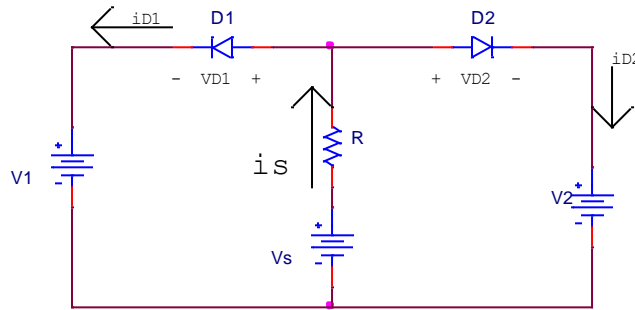 iD1 D1 D2
iD2
- VD1 + + VD2 -
R
is
V1
+
-
V2
+
-
Vs
+
-